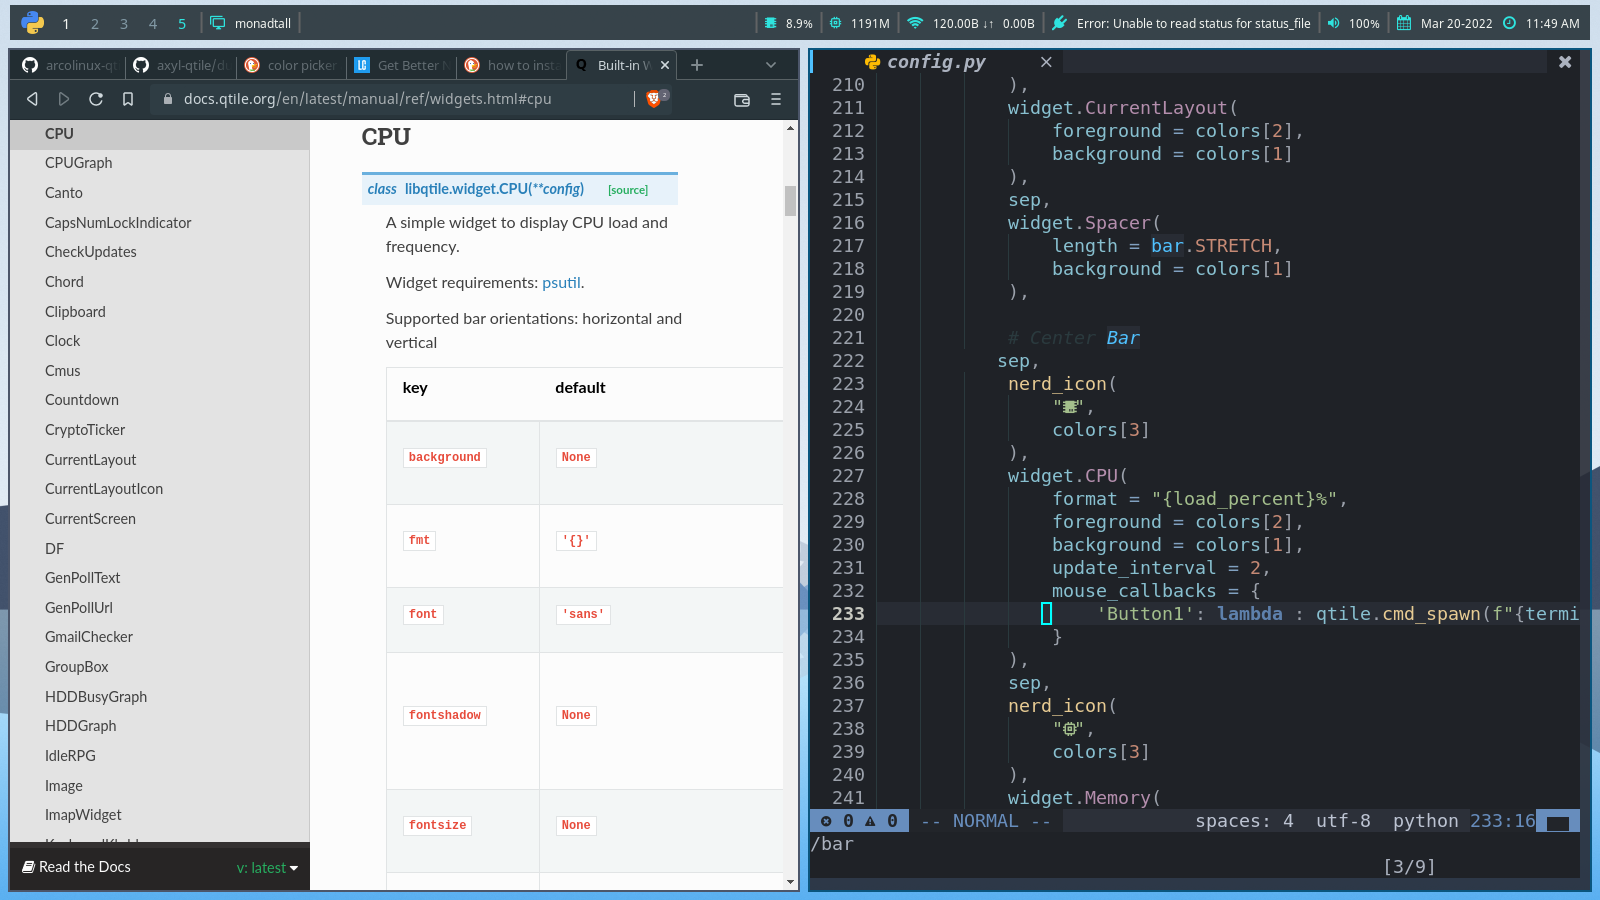 1 2 3 4 5 monadtall 8.9% 1191M 120.00B ↓↑ 0.00B Error: Unable to read status for status_file 100% Mar 20-2022 11:49 AM
arcolinux-qt axyl-qtile/d color picker Get Better N how to insta Built-in W
docs.qtile.org/en/latest/manual/ref/widgets.html#cpu 2
CPU
CPUGraph
Canto
CapsNumLockIndicator
CheckUpdates
Chord
Clipboard
Clock
Cmus
Countdown
CryptoTicker
CurrentLayout
CurrentLayoutIcon
CurrentScreen
DF
GenPollText
GenPollUrl
GmailChecker
GroupBox
HDDBusyGraph
HDDGraph
IdleRPG
Image
ImapWidget
Read the Docs v: latest
CPU
class libqtile.widget.CPU(**config) [source]
A simple widget to display CPU load and
frequency.
Widget requirements: psutil.
Supported bar orientations: horizontal and
vertical
key default
background None
fmt '{}'
font 'sans'
fontshadow None
fontsize None
config.py
210 ),
211 widget.CurrentLayout(
212 foreground = colors[2],
213 background = colors[1]
214 ),
215 sep,
216 widget.Spacer(
217 length = bar.STRETCH,
218 background = colors[1]
219 ),
220
221 # Center Bar
222 sep,
223 nerd_icon(
224 "",
225 colors[3]
226 ),
227 widget.CPU(
228 format = "{load_percent}%",
229 foreground = colors[2],
230 background = colors[1],
231 update_interval = 2,
232 mouse_callbacks = {
233 'Button1': lambda : qtile.cmd_spawn(f"{termi
234 }
235 ),
236 sep,
237 nerd_icon(
238 "",
239 colors[3]
240 ),
241 widget.Memory(
0 0 -- NORMAL -- spaces: 4 utf-8 python 233:16
/bar
[3/9]